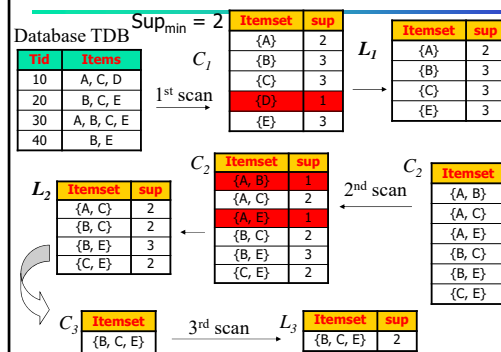 Sup_min = 2
Database TDB
Tid Items
10 A, C, D
20 B, C, E
30 A, B, C, E
40 B, E
1st scan
C1
Itemset sup
{A} 2
{B} 3
{C} 3
{D} 1
{E} 3
L1
Itemset sup
{A} 2
{B} 3
{C} 3
{E} 3
C2
Itemset
{A, B}
{A, C}
{A, E}
{B, C}
{B, E}
{C, E}
2nd scan
C2
Itemset sup
{A, B} 1
{A, C} 2
{A, E} 1
{B, C} 2
{B, E} 3
{C, E} 2
L2
Itemset sup
{A, C} 2
{B, C} 2
{B, E} 3
{C, E} 2
C3
Itemset
{B, C, E}
3rd scan
L3
Itemset sup
{B, C, E} 2